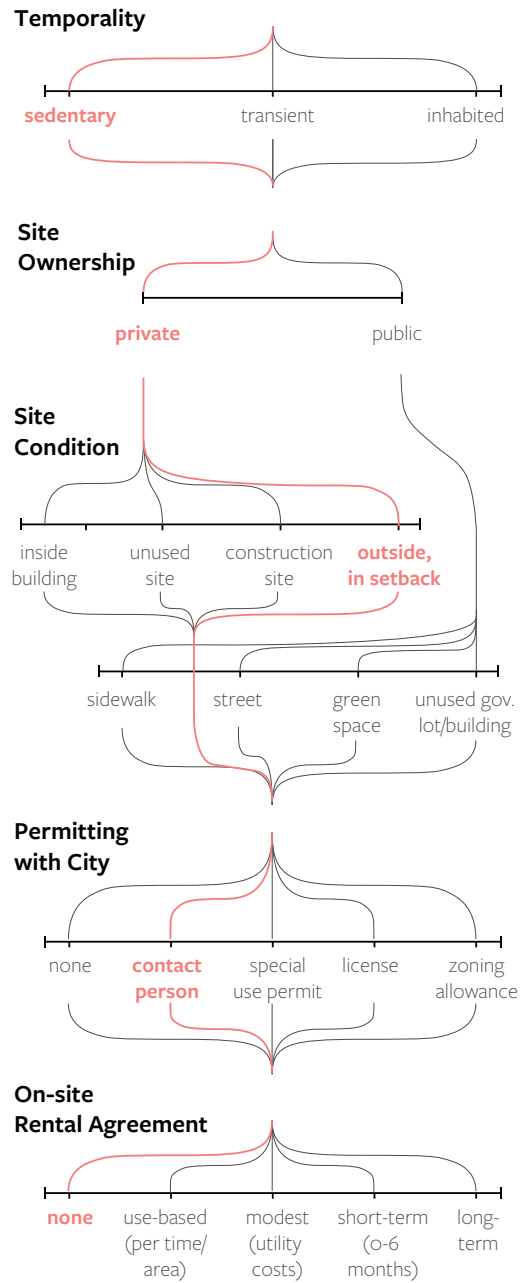 Temporality
sedentary transient inhabited
Site
Ownership
private public
Site
Condition
inside unused construction outside,
building site site in setback
sidewalk street green unused gov.
space lot/building
Permitting
with City
none contact special license zoning
person use permit allowance
On-site
Rental Agreement
none use-based modest short-term long-
(per time/ (utility (0-6 term
area) costs) months)